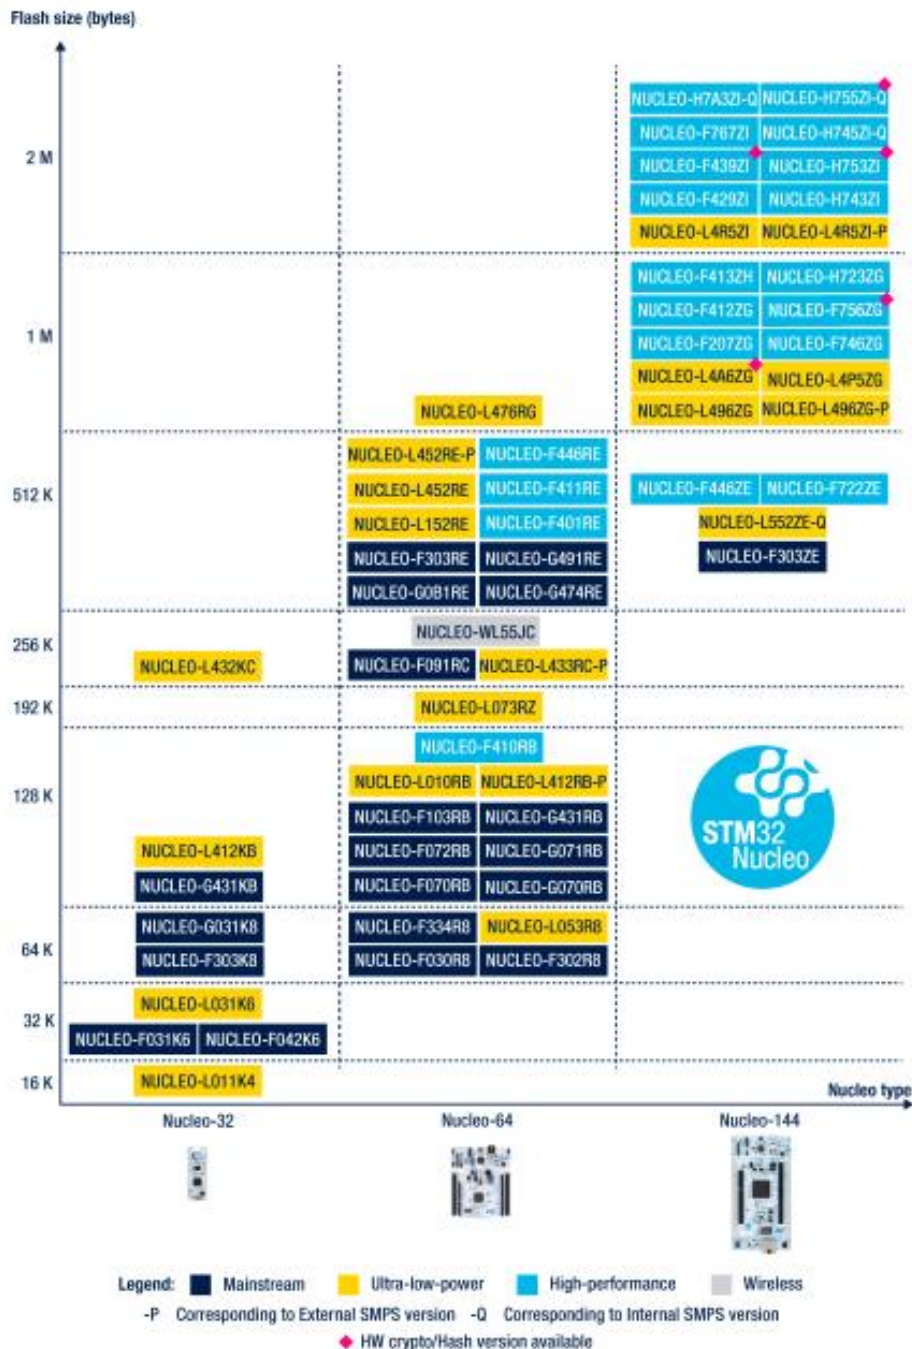 Flash size (bytes)
NUCLEO-H7A3ZI-Q NUCLEO-H755ZI-Q
NUCLEO-F767ZI NUCLEO-H745ZI-Q
2 M
NUCLEO-F439ZI NUCLEO-H753ZI
NUCLEO-F429ZI NUCLEO-H743ZI
NUCLEO-L4R5ZI NUCLEO-L4R5ZI-P
NUCLEO-F413ZH NUCLEO-H723ZG
NUCLEO-F412ZG NUCLEO-F756ZG
1 M
NUCLEO-F207ZG NUCLEO-F746ZG
NUCLEO-L4A6ZG NUCLEO-L4P5ZG
NUCLEO-L476RG NUCLEO-L496ZG NUCLEO-L496ZG-P
NUCLEO-L452RE-P NUCLEO-F446RE
512 K NUCLEO-L452RE NUCLEO-F411RE NUCLEO-F446ZE NUCLEO-F722ZE
NUCLEO-L152RE NUCLEO-F401RE NUCLEO-L552ZE-Q
NUCLEO-F303RE NUCLEO-G491RE NUCLEO-F303ZE
NUCLEO-G0B1RE NUCLEO-G474RE
NUCLEO-WL55JC
256 K
NUCLEO-L432KC NUCLEO-F091RC NUCLEO-L433RC-P
192 K NUCLEO-L073RZ
NUCLEO-F410RB
NUCLEO-L010RB NUCLEO-L412RB-P
128 K
NUCLEO-F103RB NUCLEO-G431RB
STM32
Nucleo
NUCLEO-L412KB NUCLEO-F072RB NUCLEO-G071RB
NUCLEO-G431KB NUCLEO-F070RB NUCLEO-G070RB
NUCLEO-G031K8 NUCLEO-F334R8 NUCLEO-L053R8
64 K
NUCLEO-F303K8 NUCLEO-F030R8 NUCLEO-F302R8
NUCLEO-L031K6
32 K
NUCLEO-F031K6 NUCLEO-F042K6
16 K NUCLEO-L011K4
Nucleo type
Nucleo-32 Nucleo-64 Nucleo-144
Legend: Mainstream Ultra-low-power High-performance Wireless
-P Corresponding to External SMPS version -Q Corresponding to Internal SMPS version
HW crypto/Hash version available